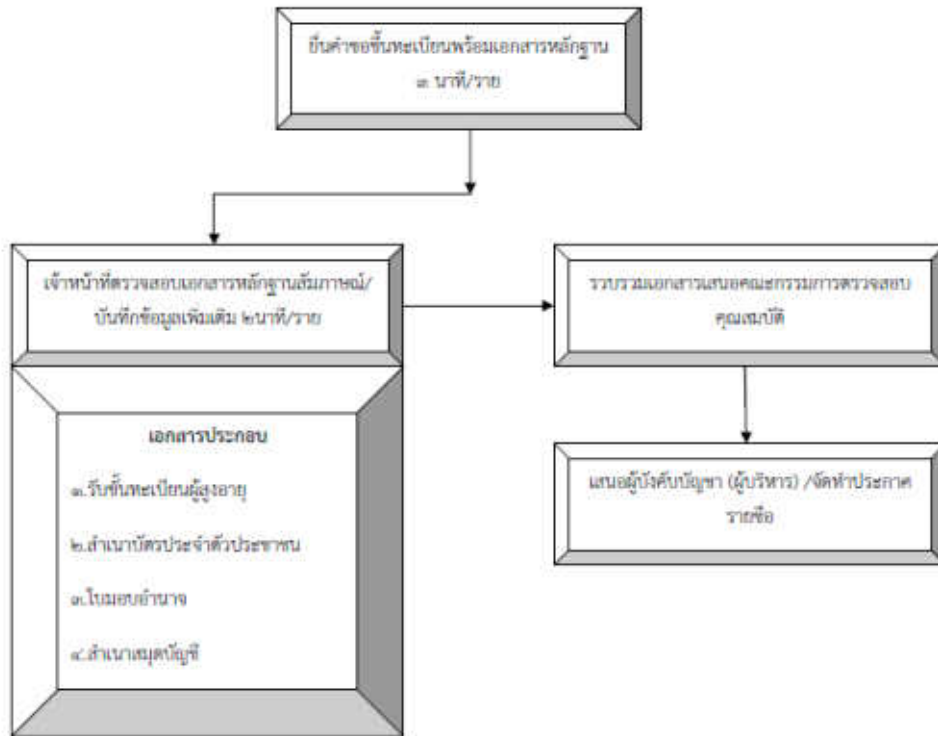 ยื่นคำขอขึ้นทะเบียนพร้อมเอกสารหลักฐาน
๓ นาที/ราย
เจ้าหน้าที่ตรวจสอบเอกสารหลักฐานสัมภาษณ์/
บันทึกข้อมูลเพิ่มเติม ๒นาที/ราย
รวบรวมเอกสารเสนอคณะกรรมการตรวจสอบ
คุณสมบัติ
เอกสารประกอบ
๑.รับขึ้นทะเบียนผู้สูงอายุ
๒.สำเนาบัตรประจำตัวประชาชน
๓.ใบมอบอำนาจ
๔.สำเนาสมุดบัญชี
เสนอผู้บังคับบัญชา (ผู้บริหาร) /จัดทำประกาศ
รายชื่อ